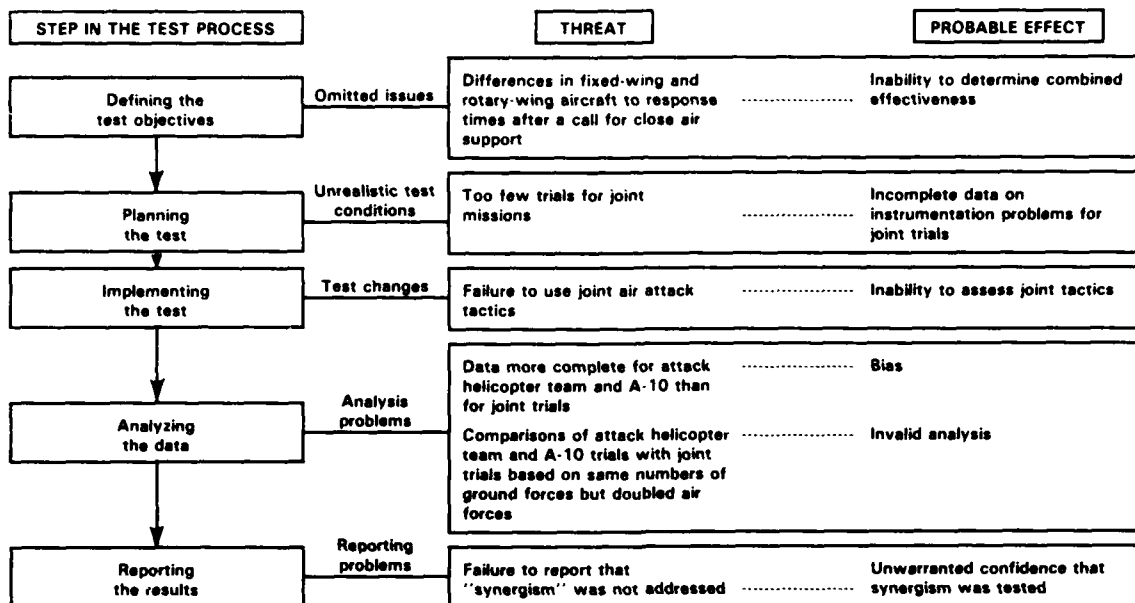 STEP IN THE TEST PROCESS
THREAT
PROBABLE EFFECT
Defining the
test objectives
Omitted issues
Differences in fixed-wing and
rotary-wing aircraft to response
times after a call for close air
support
Inability to determine combined
effectiveness
Planning
the test
Unrealistic test
conditions
Too few trials for joint
missions
Incomplete data on
instrumentation problems for
joint trials
Implementing
the test
Test changes
Failure to use joint air attack
tactics
Inability to assess joint tactics
Analyzing
the data
Analysis
problems
Data more complete for attack
helicopter team and A-10 than
for joint trials
Bias
Comparisons of attack helicopter
team and A-10 trials with joint
trials based on same numbers of
ground forces but doubled air
forces
Invalid analysis
Reporting
the results
Reporting
problems
Failure to report that
"synergism" was not addressed
Unwarranted confidence that
synergism was tested